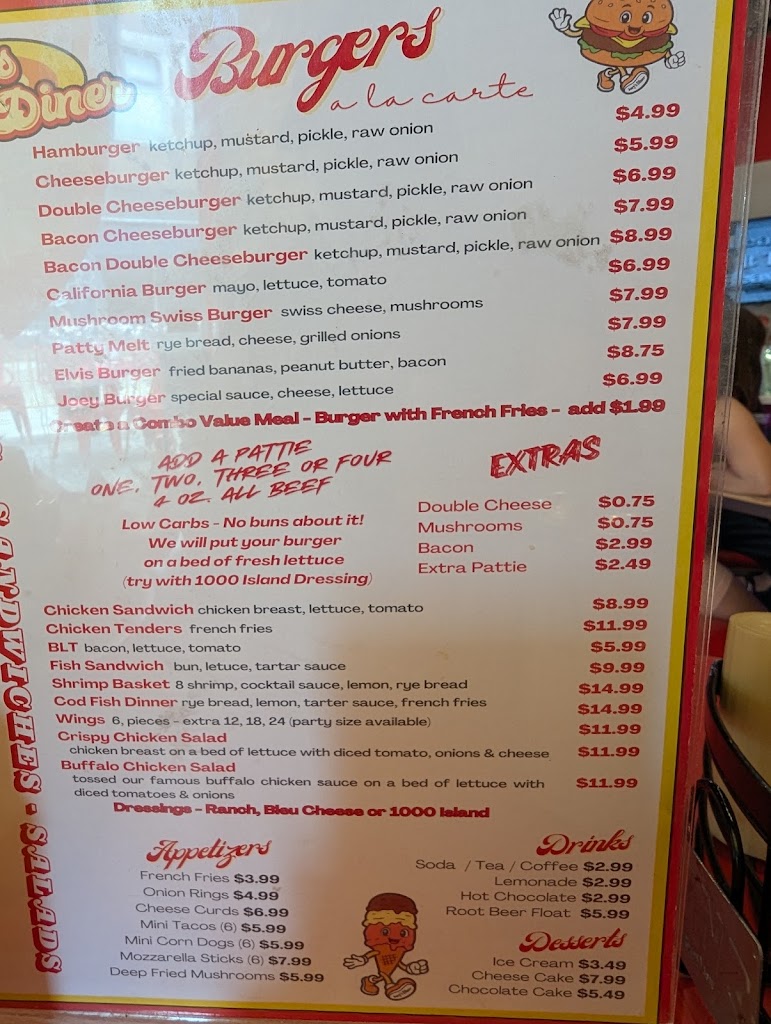 Diner
Burgers
a la carte
Hamburger ketchup, mustard, pickle, raw onion $4.99
Cheeseburger ketchup, mustard, pickle, raw onion $5.99
Double Cheeseburger ketchup, mustard, pickle, raw onion $6.99
Bacon Cheeseburger ketchup, mustard, pickle, raw onion $7.99
Bacon Double Cheeseburger ketchup, mustard, pickle, raw onion $8.99
California Burger mayo, lettuce, tomato $6.99
Mushroom Swiss Burger swiss cheese, mushrooms $7.99
Patty Melt rye bread, cheese, grilled onions $7.99
Elvis Burger fried bananas, peanut butter, bacon $8.75
Joey Burger special sauce, cheese, lettuce $6.99
a Combo Value Meal - Burger with French Fries - add $1.99
ADD A PATTIE
ONE, TWO, THREE OR FOUR
4 OZ. ALL BEEF
Low Carbs - No buns about it!
We will put your burger
on a bed of fresh lettuce
(try with 1000 Island Dressing)
EXTRAS
Double Cheese $0.75
Mushrooms $0.75
Bacon $2.99
Extra Pattie $2.49
SANDWICHES · SALADS
Chicken Sandwich chicken breast, lettuce, tomato $8.99
Chicken Tenders french fries $11.99
BLT bacon, lettuce, tomato $5.99
Fish Sandwich bun, letuce, tartar sauce $9.99
Shrimp Basket 8 shrimp, cocktail sauce, lemon, rye bread $14.99
Cod Fish Dinner rye bread, lemon, tarter sauce, french fries $14.99
Wings 6, pieces - extra 12, 18, 24 (party size available) $11.99
Crispy Chicken Salad
chicken breast on a bed of lettuce with diced tomato, onions & cheese $11.99
Buffalo Chicken Salad
tossed our famous buffalo chicken sauce on a bed of lettuce with $11.99
diced tomatoes & onions
Dressings - Ranch, Bleu Cheese or 1000 Island
Appetizers
French Fries $3.99
Onion Rings $4.99
Cheese Curds $6.99
Mini Tacos (6) $5.99
Mini Corn Dogs (6) $5.99
Mozzarella Sticks (6) $7.99
Deep Fried Mushrooms $5.99
Drinks
Soda / Tea / Coffee $2.99
Lemonade $2.99
Hot Chocolate $2.99
Root Beer Float $5.99
Desserts
Ice Cream $3.49
Cheese Cake $7.99
Chocolate Cake $5.49